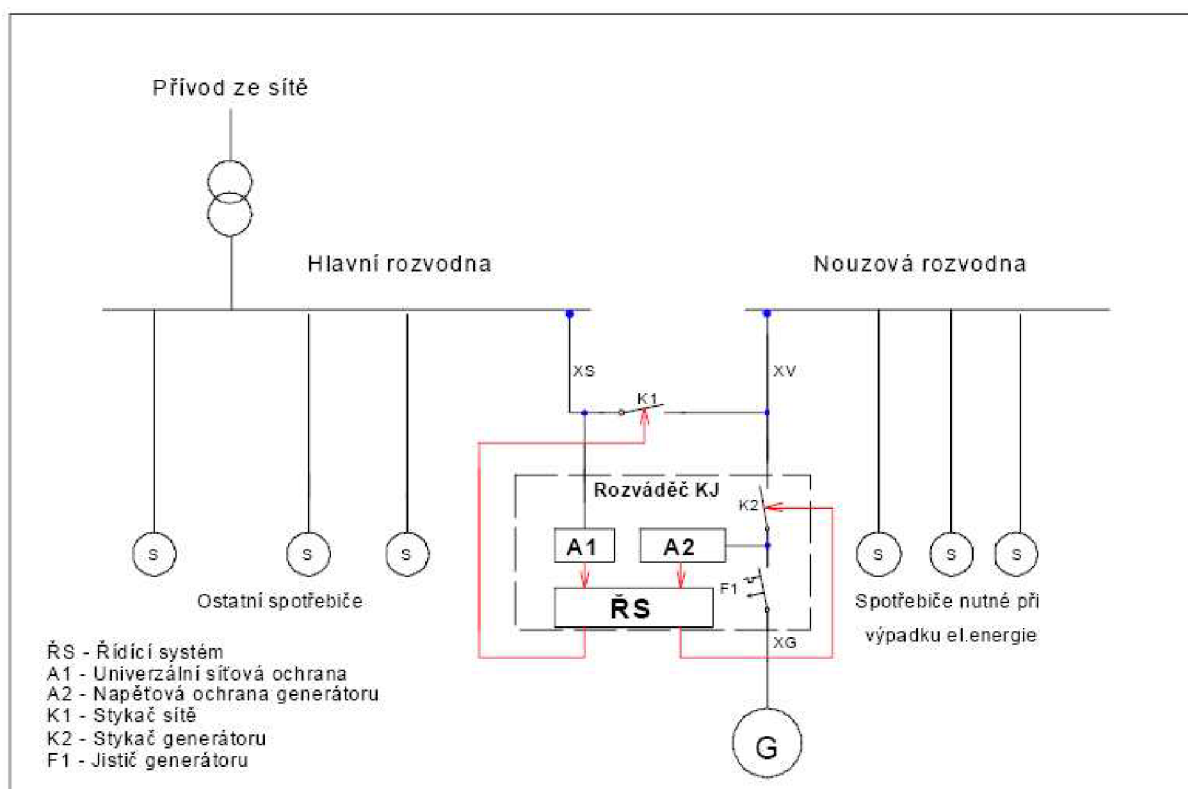 Přívod ze sítě
Hlavní rozvodna
Nouzová rozvodna
XS
XV
K1
Rozváděč KJ
K2
A1
A2
F1
ŘS
XG
S
S
S
S
S
S
Ostatní spotřebiče
Spotřebiče nutné při
výpadku el.energie
G
ŘS - Řídící systém
A1 - Univerzální síťová ochrana
A2 - Napěťová ochrana generátoru
K1 - Stykač sítě
K2 - Stykač generátoru
F1 - Jistič generátoru